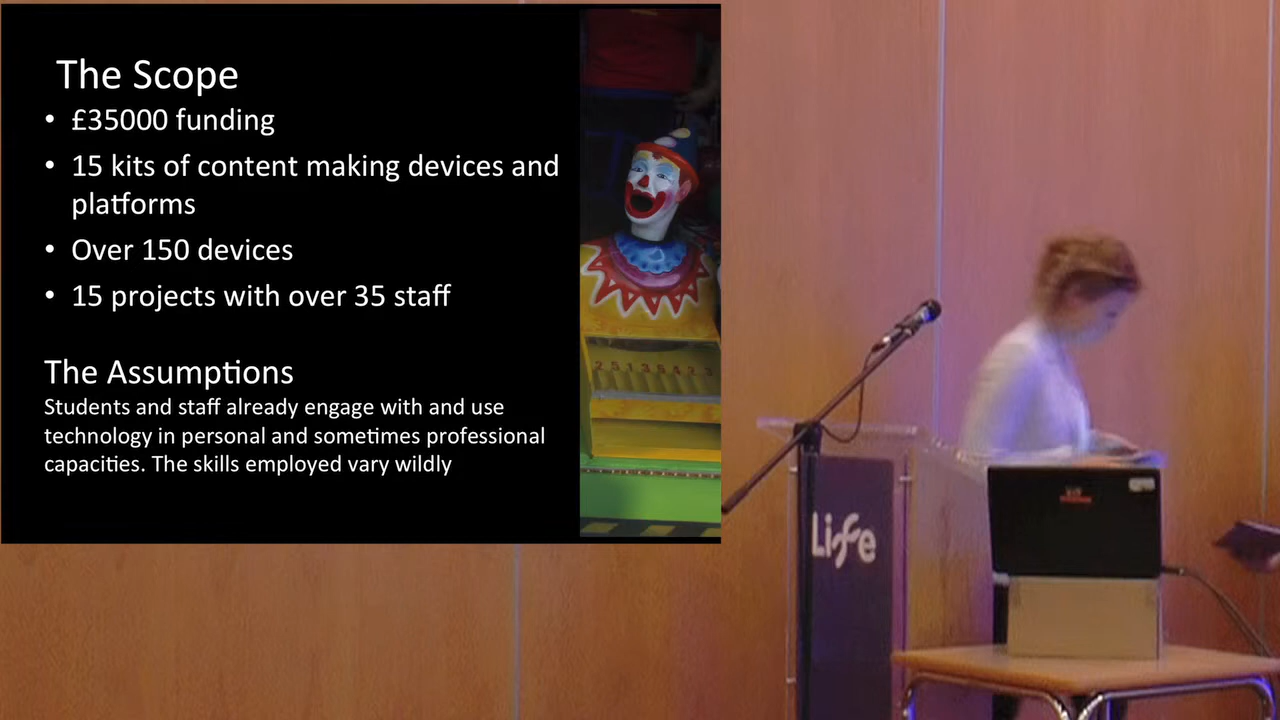 The Scope
• £35000 funding
• 15 kits of content making devices and
platforms
• Over 150 devices
• 15 projects with over 35 staff
The Assumptions
Students and staff already engage with and use
technology in personal and sometimes professional
capacities. The skills employed vary wildly
Life